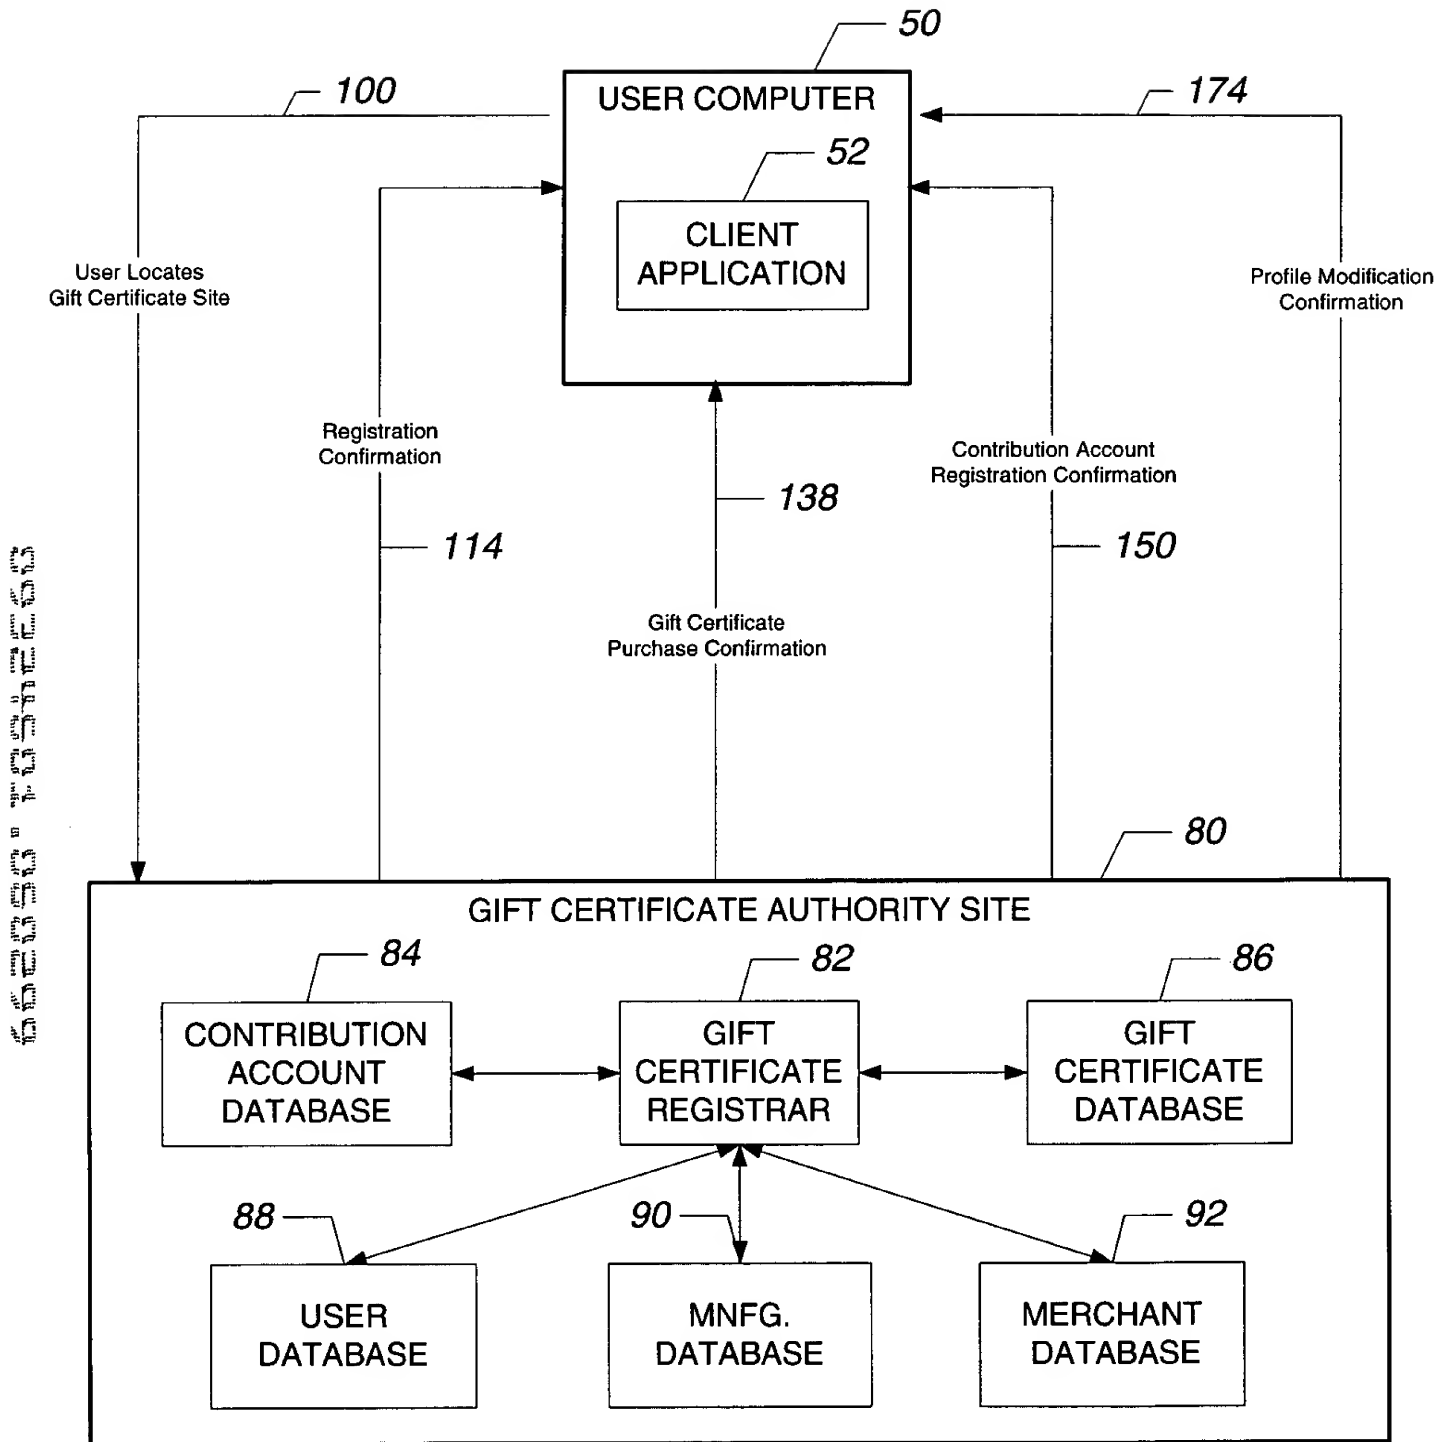 50
100
USER COMPUTER
174
52
CLIENT
APPLICATION
User Locates
Gift Certificate Site
Profile Modification
Confirmation
Registration
Confirmation
Contribution Account
Registration Confirmation
138
114
150
Gift Certificate
Purchase Confirmation
80
GIFT CERTIFICATE AUTHORITY SITE
84
82
86
CONTRIBUTION
ACCOUNT
DATABASE
GIFT
CERTIFICATE
REGISTRAR
GIFT
CERTIFICATE
DATABASE
88
90
92
USER
DATABASE
MNFG.
DATABASE
MERCHANT
DATABASE